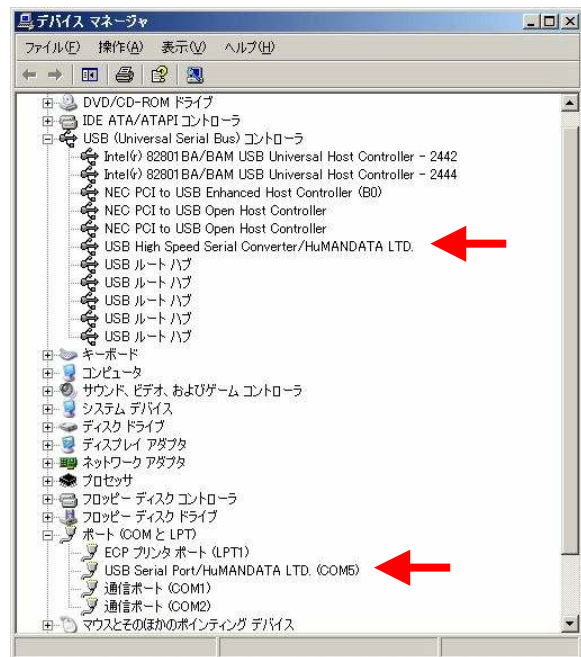 デバイス マネージャ
ファイル(F) 操作(A) 表示(V) ヘルプ(H)
DVD/CD-ROM ドライブ
IDE ATA/ATAPI コントローラ
USB (Universal Serial Bus) コントローラ
Intel(r) 82801BA/BAM USB Universal Host Controller - 2442
Intel(r) 82801BA/BAM USB Universal Host Controller - 2444
NEC PCI to USB Enhanced Host Controller (B0)
NEC PCI to USB Open Host Controller
NEC PCI to USB Open Host Controller
USB High Speed Serial Converter/HuMANDATA LTD.
USB ルート ハブ
USB ルート ハブ
USB ルート ハブ
USB ルート ハブ
USB ルート ハブ
キーボード
コンピュータ
サウンド、ビデオ、およびゲーム コントローラ
システム デバイス
ディスク ドライブ
ディスプレイ アダプタ
ネットワーク アダプタ
プロセッサ
フロッピー ディスク コントローラ
フロッピー ディスク ドライブ
ポート (COM と LPT)
ECP プリンタ ポート (LPT1)
USB Serial Port/HuMANDATA LTD. (COM5)
通信ポート (COM1)
通信ポート (COM2)
マウスとそのほかのポインティング デバイス